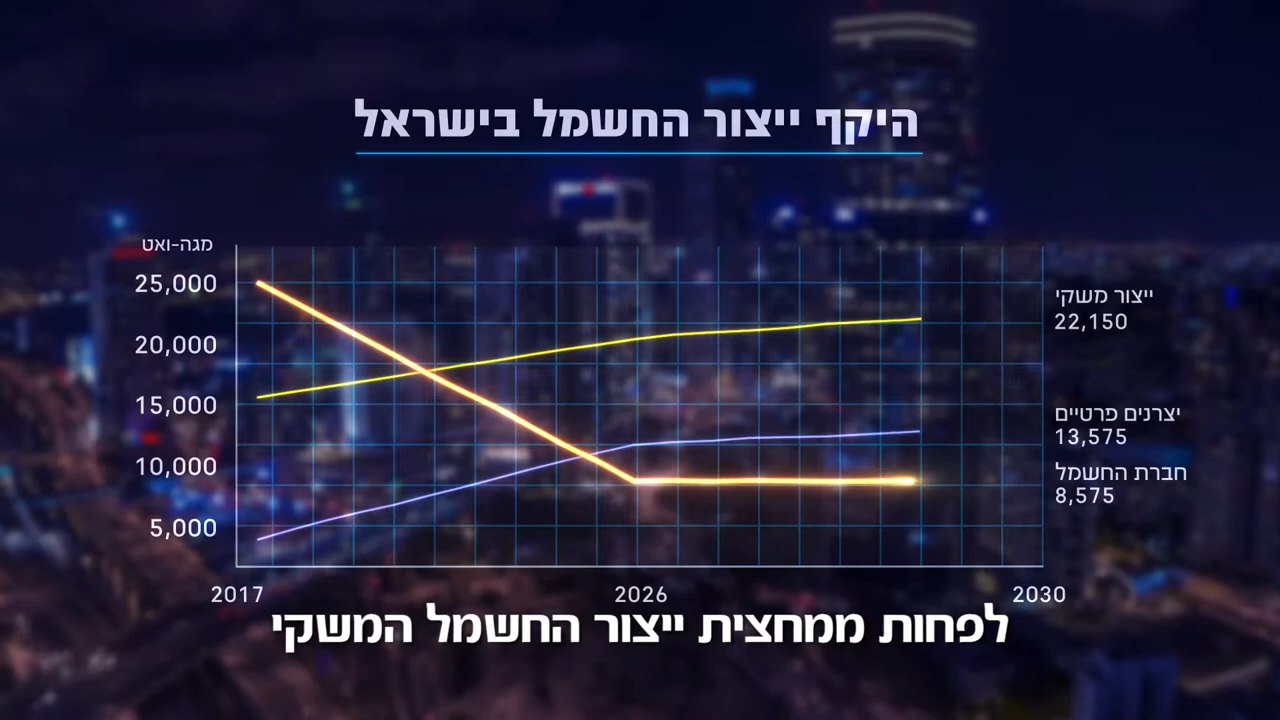 היקף ייצור החשמל בישראל
מגה-ואט
25,000
20,000
15,000
10,000
5,000
ייצור משקי
22,150
יצרנים פרטיים
13,575
חברת החשמל
8,575
2017
2026
2030
לפחות ממחצית ייצור החשמל המשקי